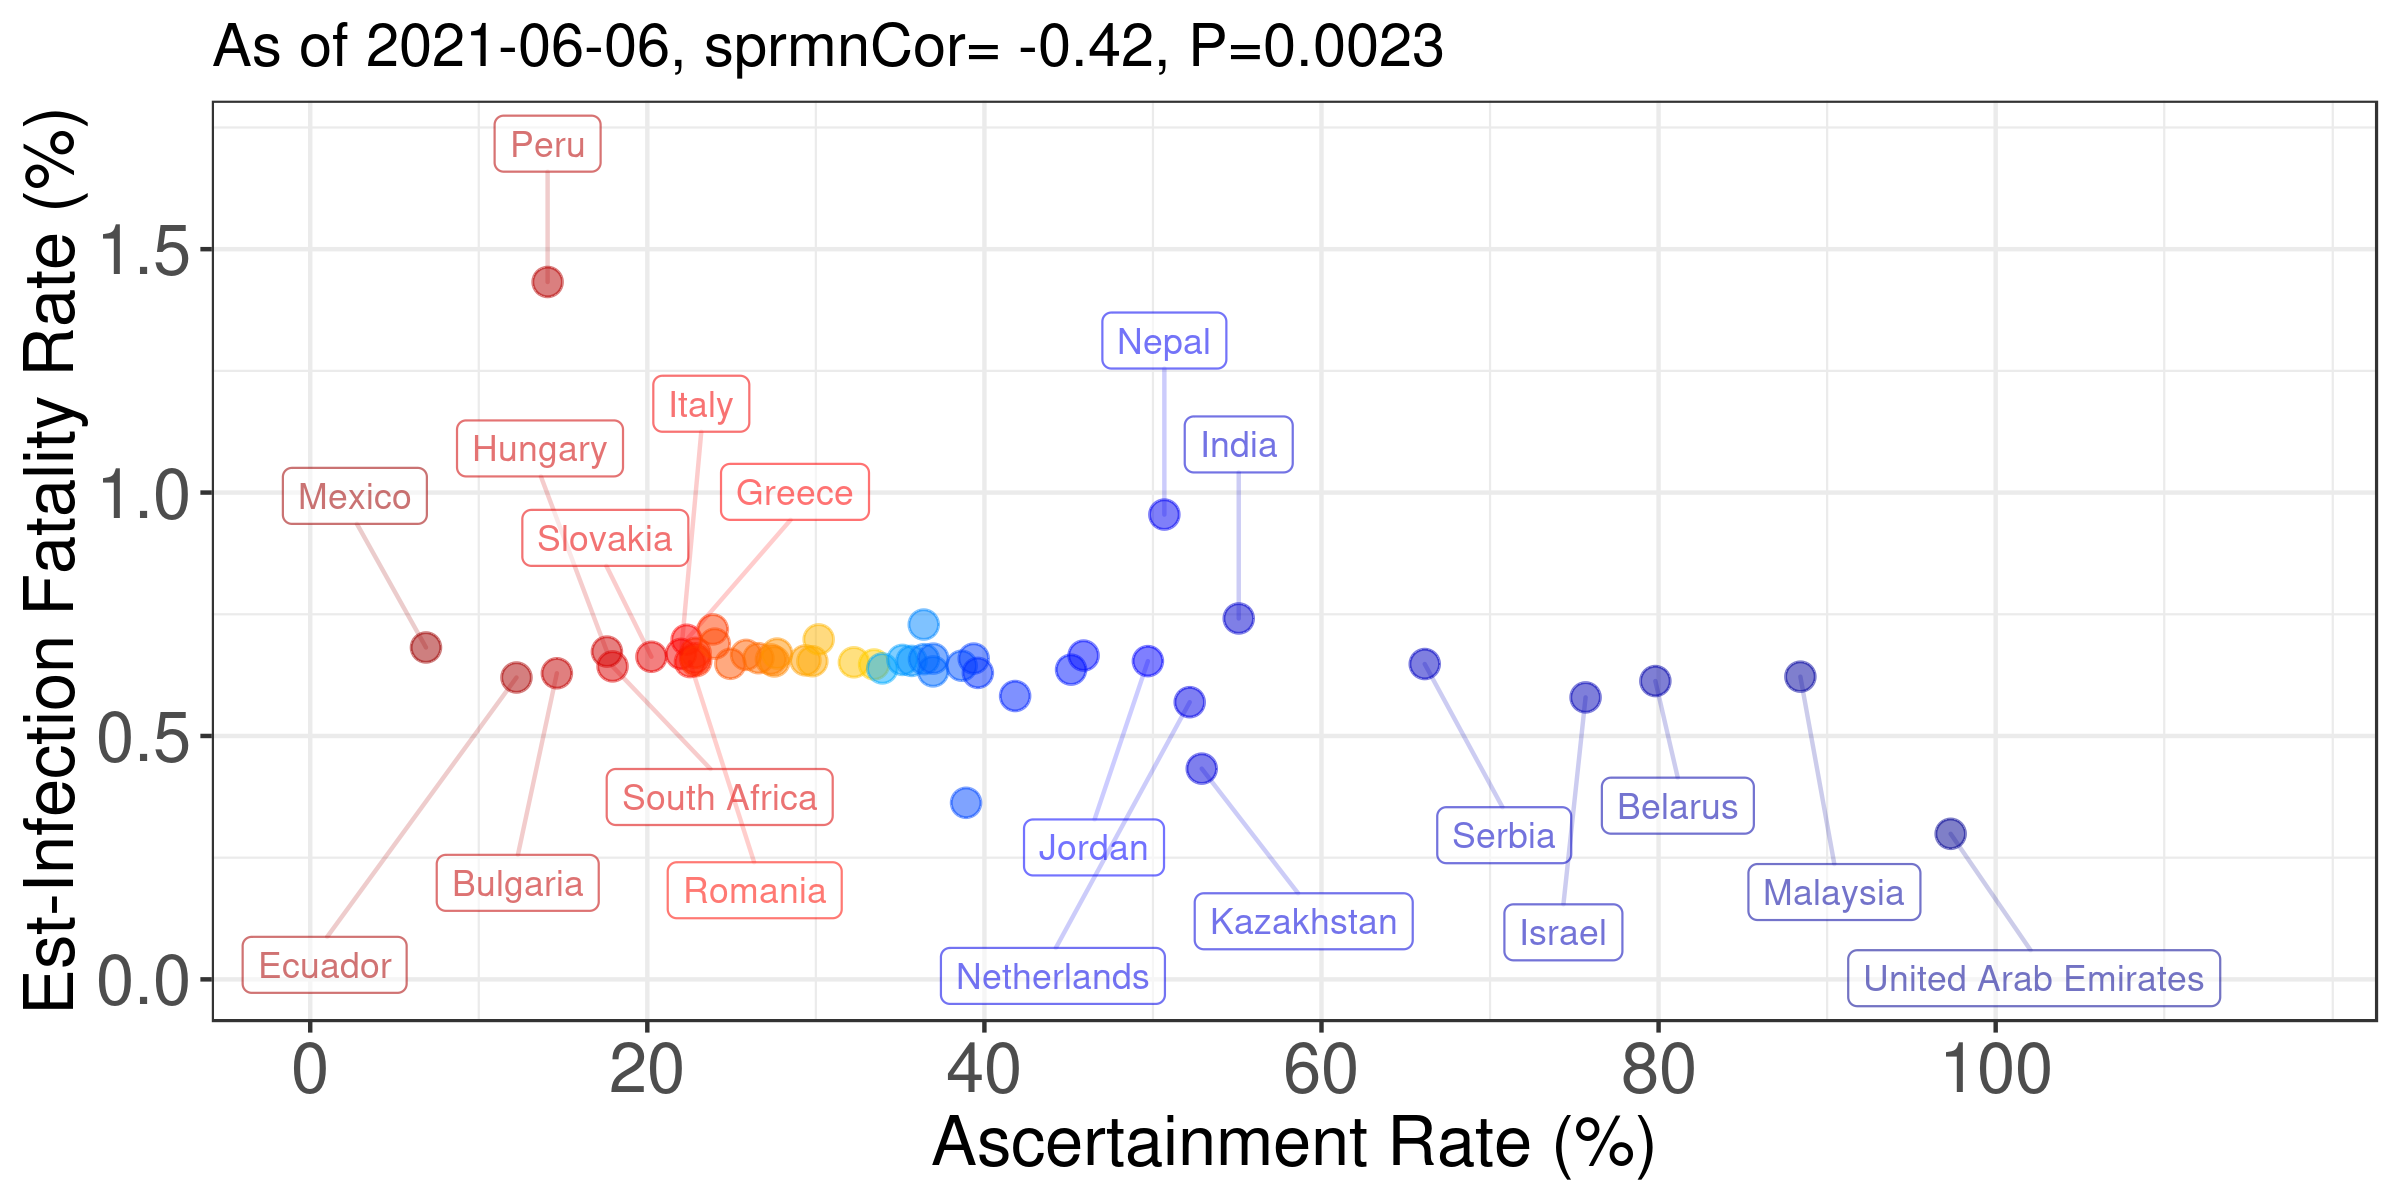 As of 2021-06-06, sprmnCor= -0.42, P=0.0023
Est-Infection Fatality Rate (%)
1.5
1.0
0.5
0.0
Peru
Nepal
Italy
India
Hungary
Greece
Mexico
Slovakia
South Africa
Belarus
Serbia
Jordan
Bulgaria
Romania
Malaysia
Kazakhstan
Israel
Ecuador
Netherlands
United Arab Emirates
0 20 40 60 80 100
Ascertainment Rate (%)